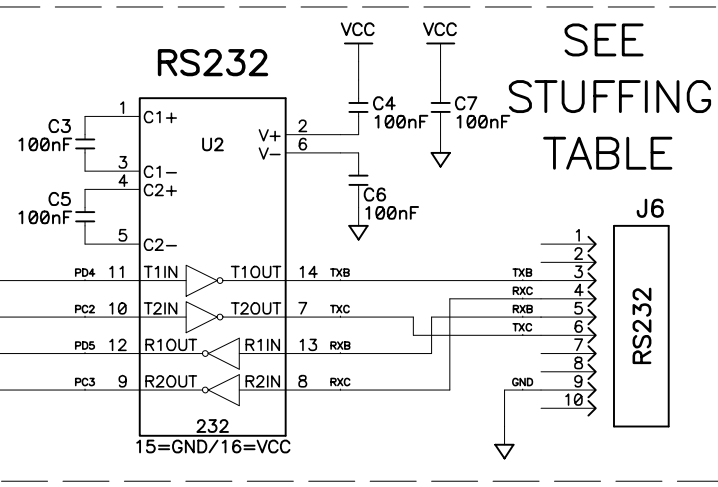 RS232
VCC
VCC
SEE
STUFFING
TABLE
C3
100nF
1
C1+
3
C1-
4
C2+
C5
100nF
5
C2-
U2
V+
2
V-
6
C4
100nF
C7
100nF
C6
100nF
J6
RS232
PD4 11 T1IN T1OUT 14 TXB
PC2 10 T2IN T2OUT 7 TXC
PD5 12 R1OUT R1IN 13 RXB
PC3 9 R2OUT R2IN 8 RXC
1
2
TXB 3
RXC 4
RXB 5
TXC 6
7
8
GND 9
10
232
15=GND/16=VCC